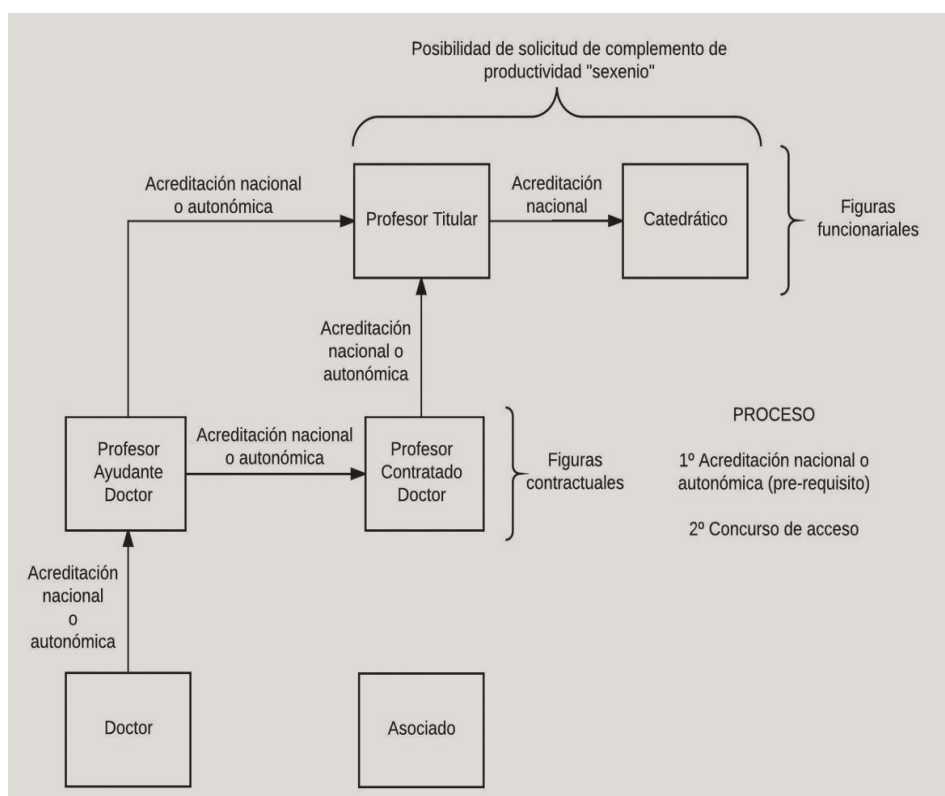 Posibilidad de solicitud de complemento de
productividad "sexenio"
Acreditación nacional
o autonómica
Profesor Titular
Acreditación
nacional
Catedrático
Figuras
funcionariales
Acreditación
nacional o
autonómica
Profesor
Ayudante
Doctor
Acreditación nacional
o autonómica
Profesor
Contratado
Doctor
Figuras
contractuales
PROCESO
1º Acreditación nacional o
autonómica (pre-requisito)
2º Concurso de acceso
Acreditación
nacional
o
autonómica
Doctor
Asociado